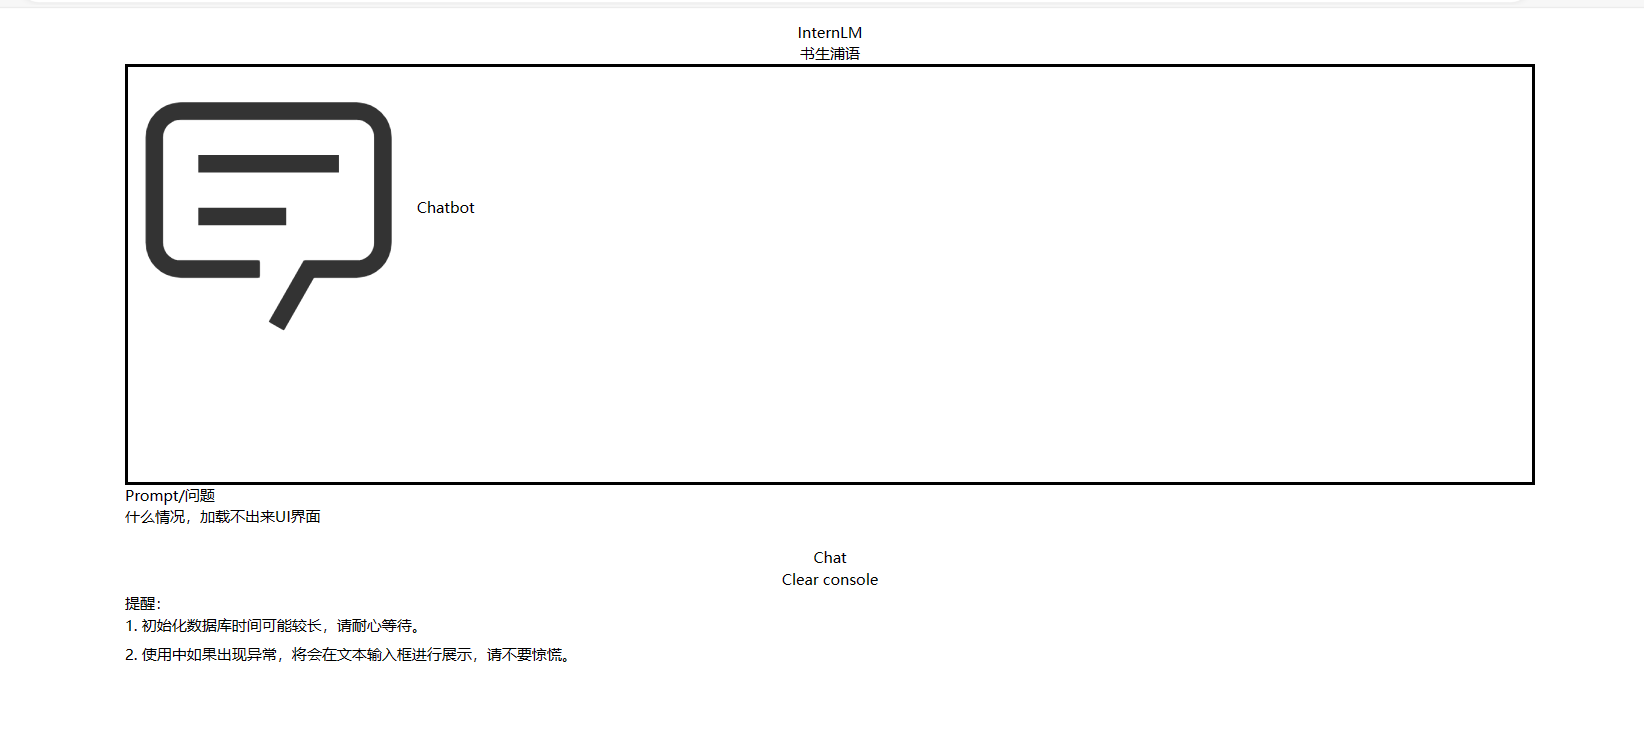 InternLM
书生浦语
Chatbot
Prompt/问题
什么情况，加载不出来UI界面
Chat
Clear console
提醒：
1. 初始化数据库时间可能较长，请耐心等待。
2. 使用中如果出现异常，将会在文本输入框进行展示，请不要惊慌。